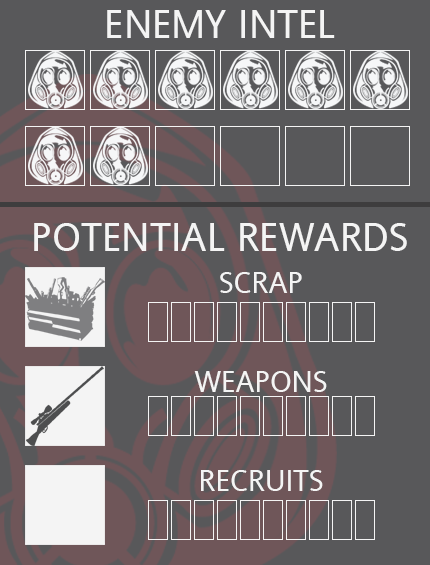 ENEMY INTEL
POTENTIAL REWARDS
SCRAP
WEAPONS
RECRUITS